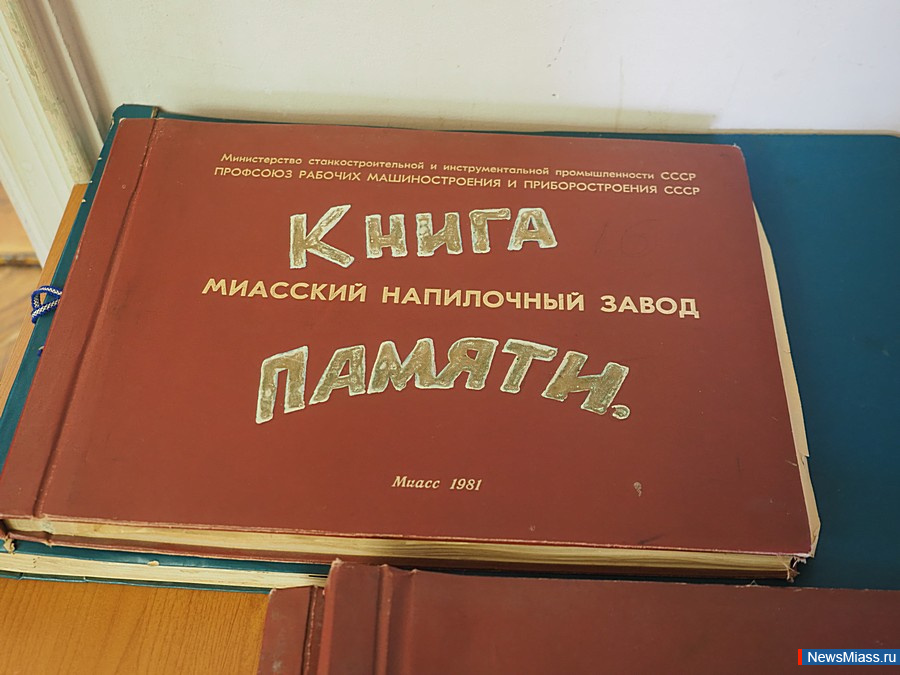 Министерство станкостроительной и инструментальной промышленности СССР
ПРОФСОЮЗ РАБОЧИХ МАШИНОСТРОЕНИЯ И ПРИБОРОСТРОЕНИЯ СССР
КНИГА
МИАССКИЙ НАПИЛОЧНЫЙ ЗАВОД
ПАМЯТИ.
Миасс 1981
NewsMiass.ru